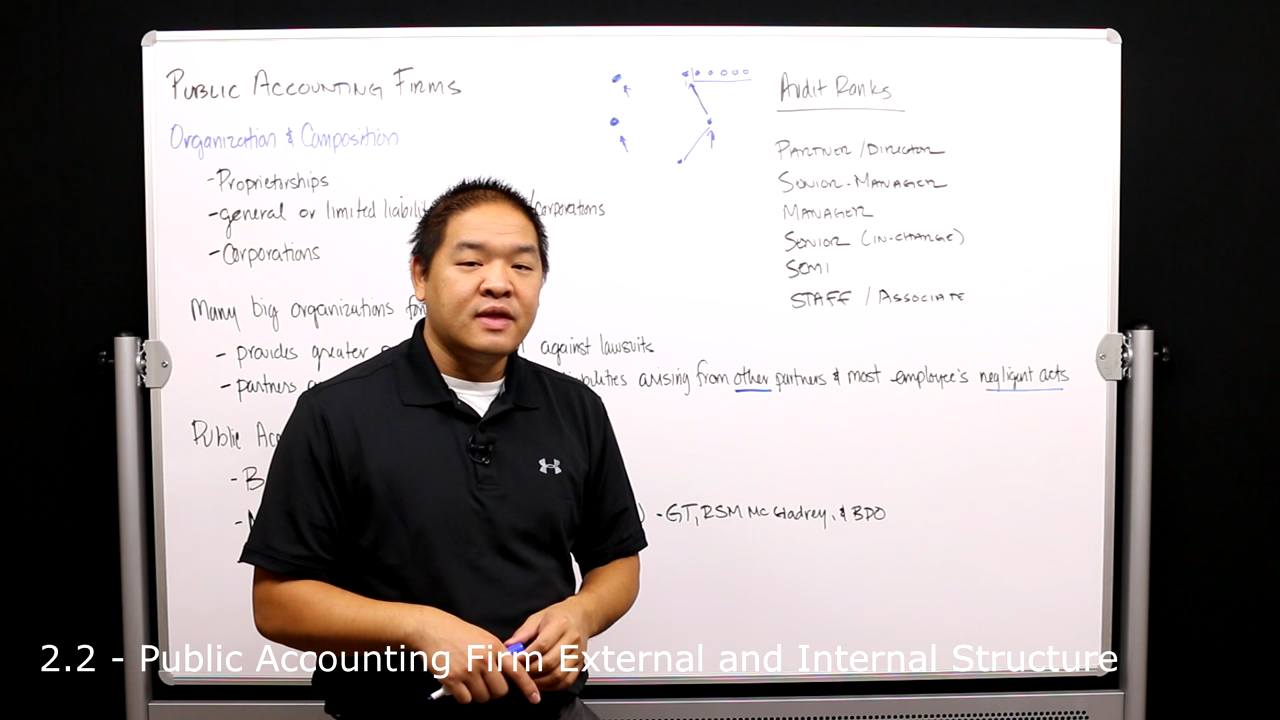 PUBLIC ACCOUNTING FIRMS
Organization & Composition
-Proprietorships
-general or limited liabilit /corporations
-Corporations
Many big organizations fo
- provides greater against lawsuits
- partners arising from other partners & most employee's negligent acts
Public Acc
-B
- GT, RSM McGladrey, & BDO
Audit Ranks
PARTNER / DIRECTOR
SENIOR-MANAGER
MANAGER
SENIOR (IN-CHARGE)
SEMI
STAFF / ASSOCIATE
2.2 - Public Accounting Firm External and Internal Structure